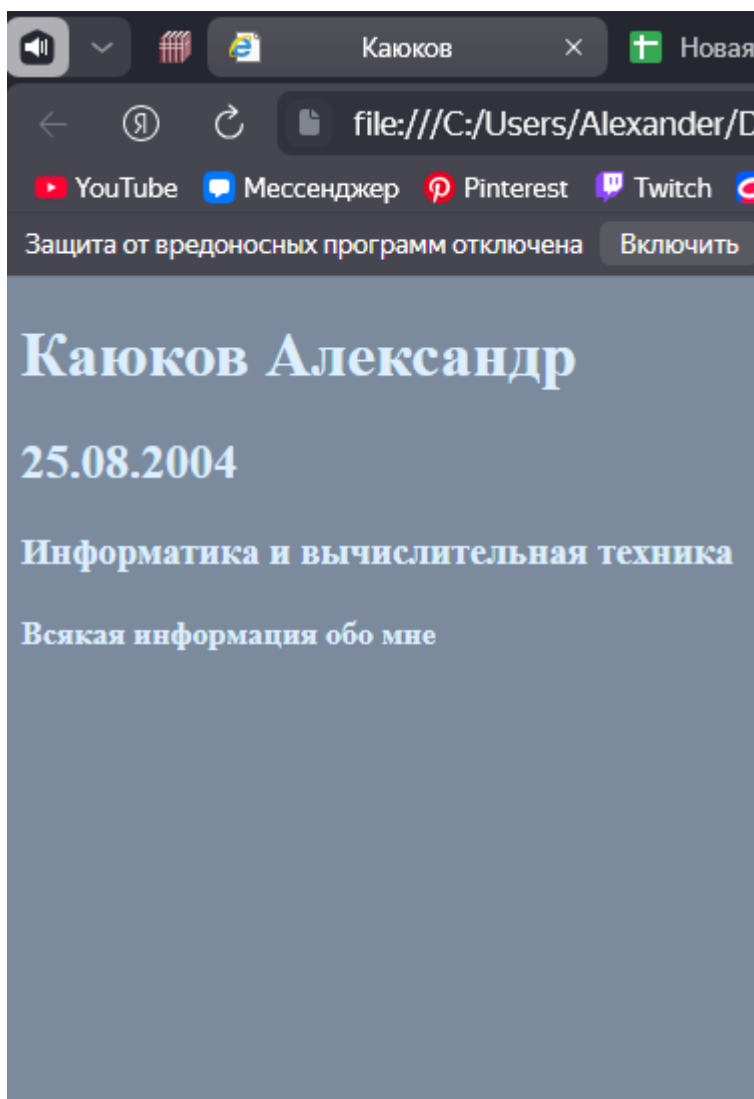 Каюков Новая
Я file:///C:/Users/Alexander/D
YouTube Мессенджер Pinterest Twitch
Защита от вредоносных программ отключена Включить
Каюков Александр
25.08.2004
Информатика и вычислительная техника
Всякая информация обо мне